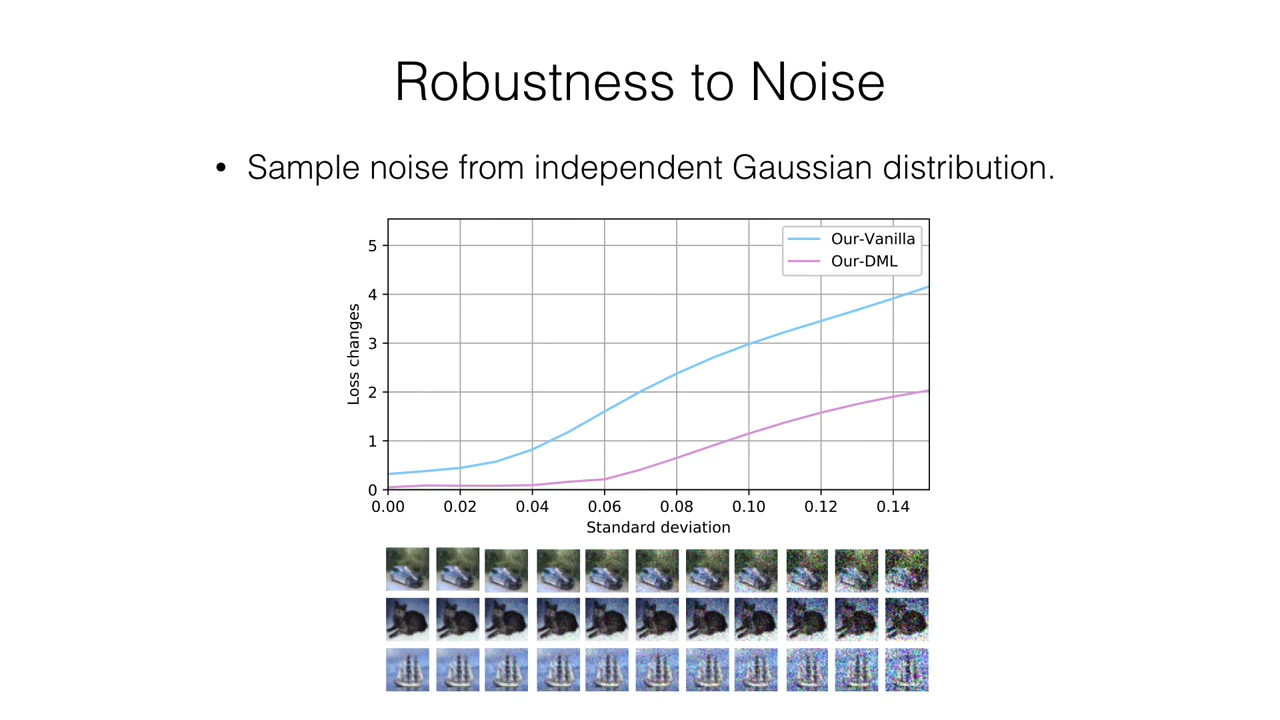 Robustness to Noise
• Sample noise from independent Gaussian distribution.
Our-Vanilla
Our-DML
5
4
3
2
1
0
Loss changes
0.00 0.02 0.04 0.06 0.08 0.10 0.12 0.14
Standard deviation